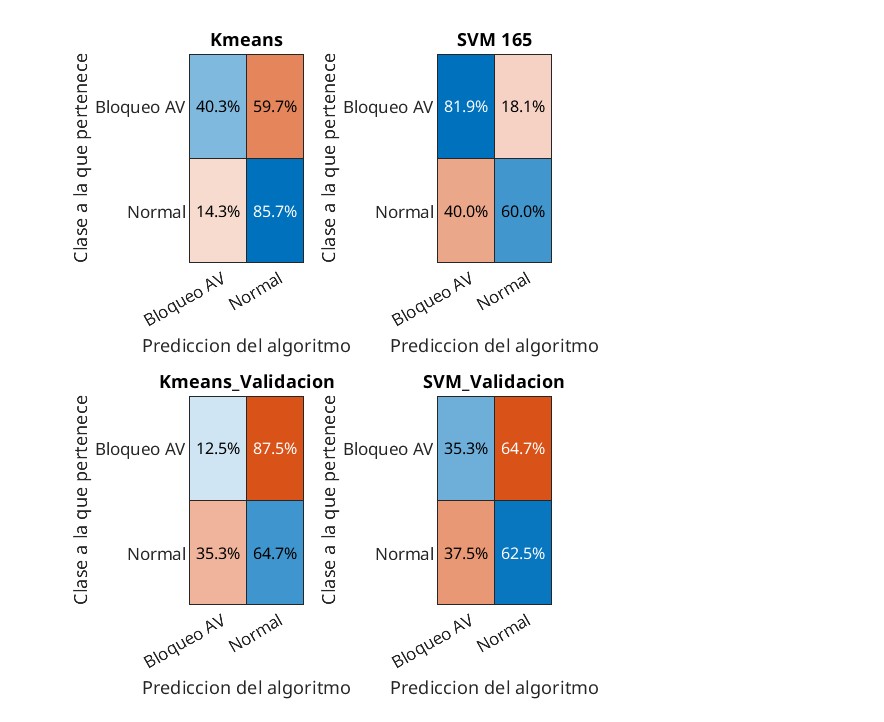 Kmeans
Clase a la que pertenece
Bloqueo AV 40.3% 59.7%
Normal 14.3% 85.7%
Bloqueo AV Normal
Prediccion del algoritmo
SVM 165
Clase a la que pertenece
Bloqueo AV 81.9% 18.1%
Normal 40.0% 60.0%
Bloqueo AV Normal
Prediccion del algoritmo
Kmeans_Validacion
Clase a la que pertenece
Bloqueo AV 12.5% 87.5%
Normal 35.3% 64.7%
Bloqueo AV Normal
Prediccion del algoritmo
SVM_Validacion
Clase a la que pertenece
Bloqueo AV 35.3% 64.7%
Normal 37.5% 62.5%
Bloqueo AV Normal
Prediccion del algoritmo